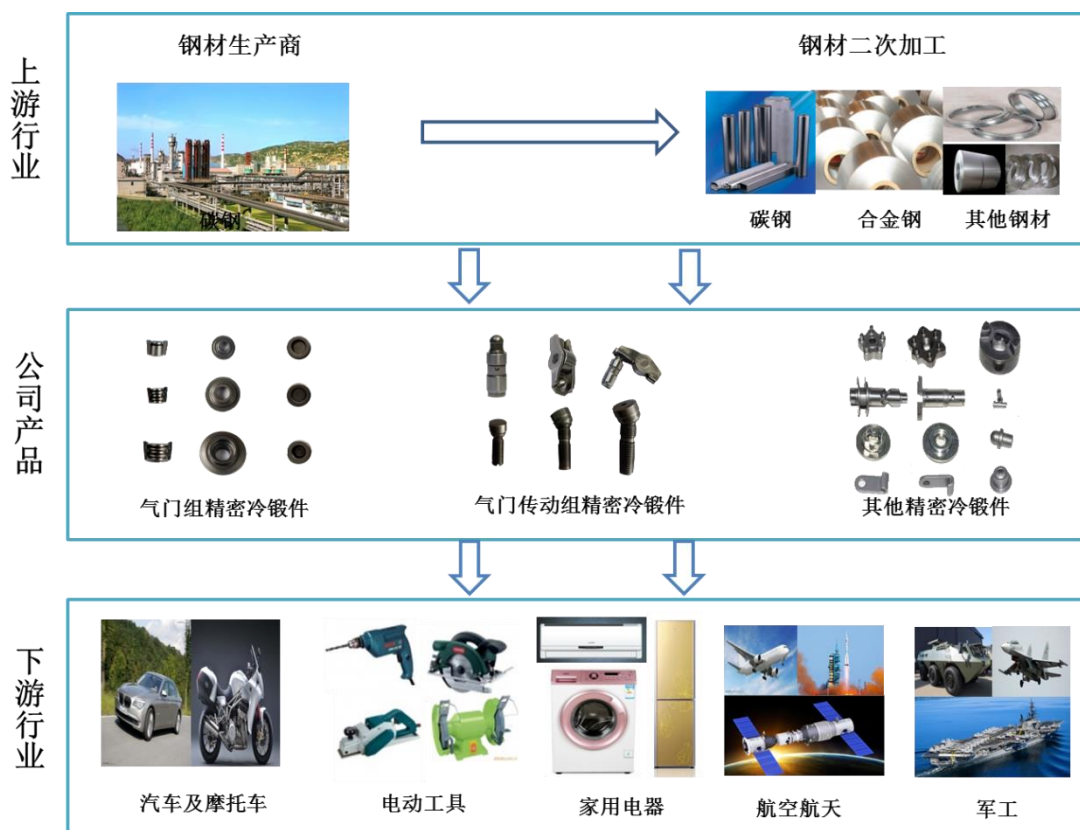 上游行业
钢材生产商
钢材二次加工
碳钢
碳钢
合金钢
其他钢材
公司产品
气门组精密冷锻件
气门传动组精密冷锻件
其他精密冷锻件
下游行业
汽车及摩托车
电动工具
家用电器
航空航天
军工